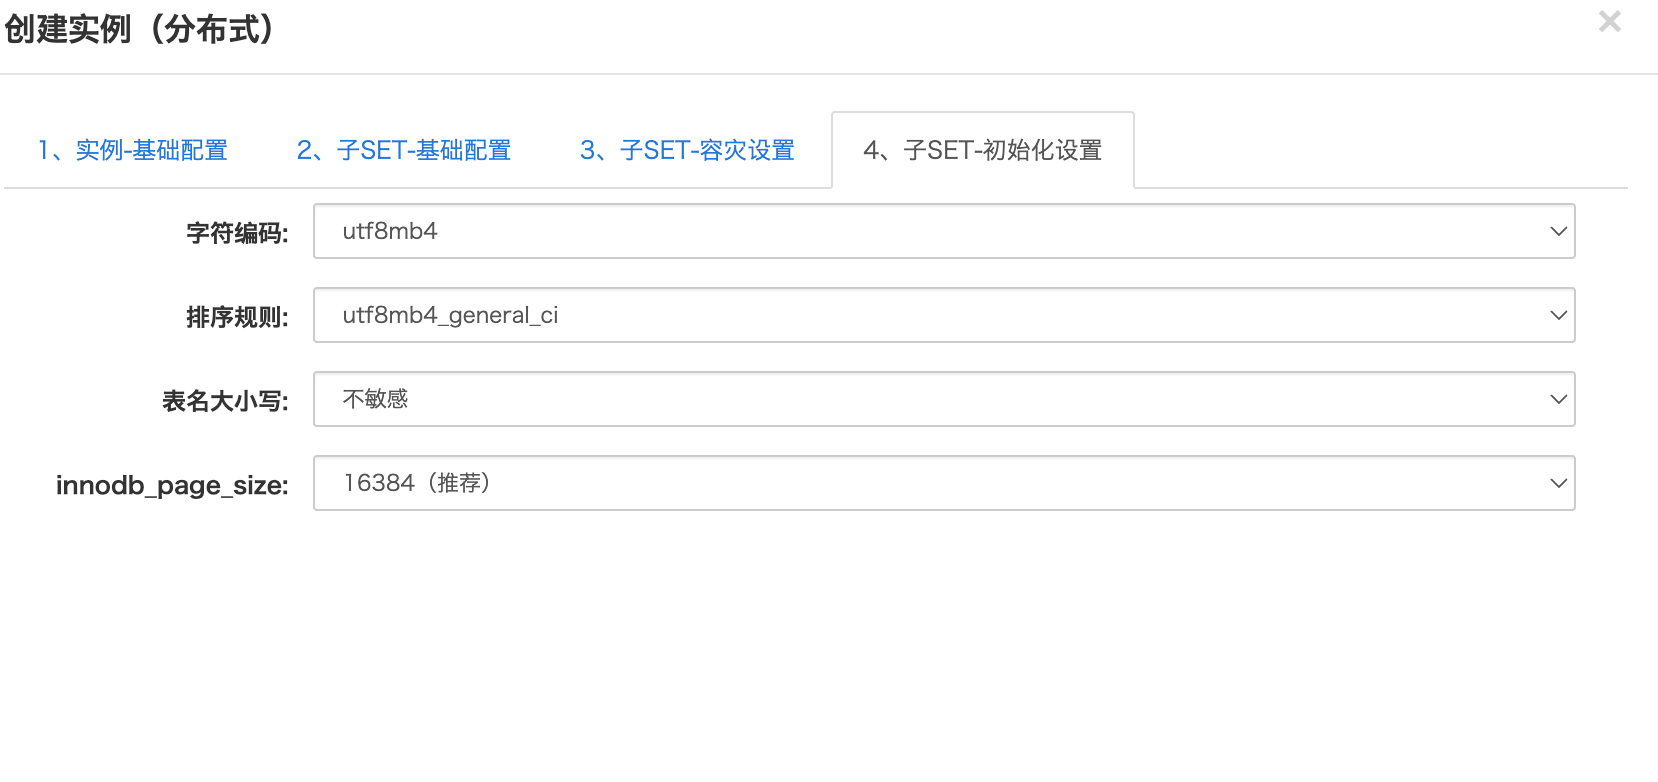 创建实例（分布式）
×
1、实例-基础配置 2、子SET-基础配置 3、子SET-容灾设置 4、子SET-初始化设置
字符编码: utf8mb4
排序规则: utf8mb4_general_ci
表名大小写: 不敏感
innodb_page_size: 16384（推荐）